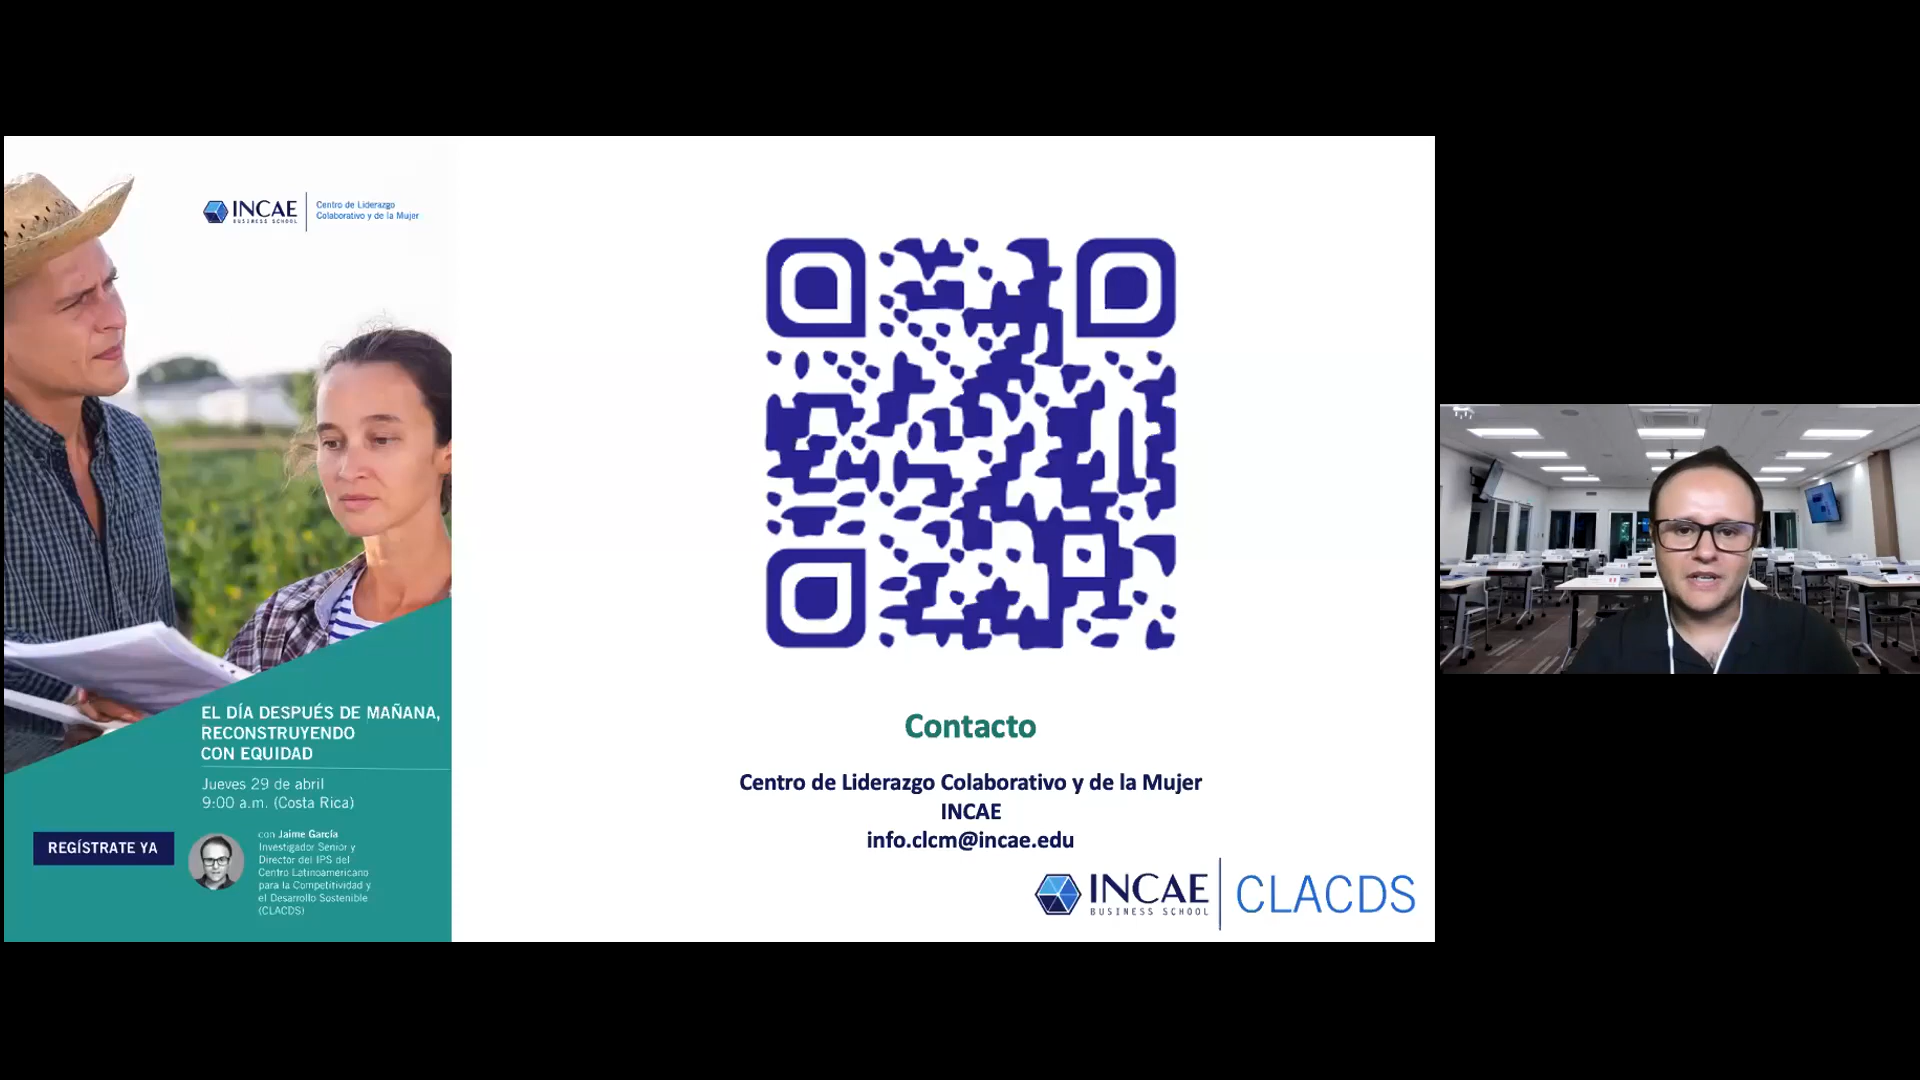 INCAE
BUSINESS SCHOOL
Centro de Liderazgo
Colaborativo y de la Mujer
EL DÍA DESPUÉS DE MAÑANA,
RECONSTRUYENDO
CON EQUIDAD
Jueves 29 de abril
9:00 a.m. (Costa Rica)
REGÍSTRATE YA
con Jaime García
Investigador Senior y
Director del IPS del
Centro Latinoamericano
para la Competitividad y
el Desarrollo Sostenible
(CLACDS)
Contacto
Centro de Liderazgo Colaborativo y de la Mujer
INCAE
info.clcm@incae.edu
INCAE
BUSINESS SCHOOL
CLACDS